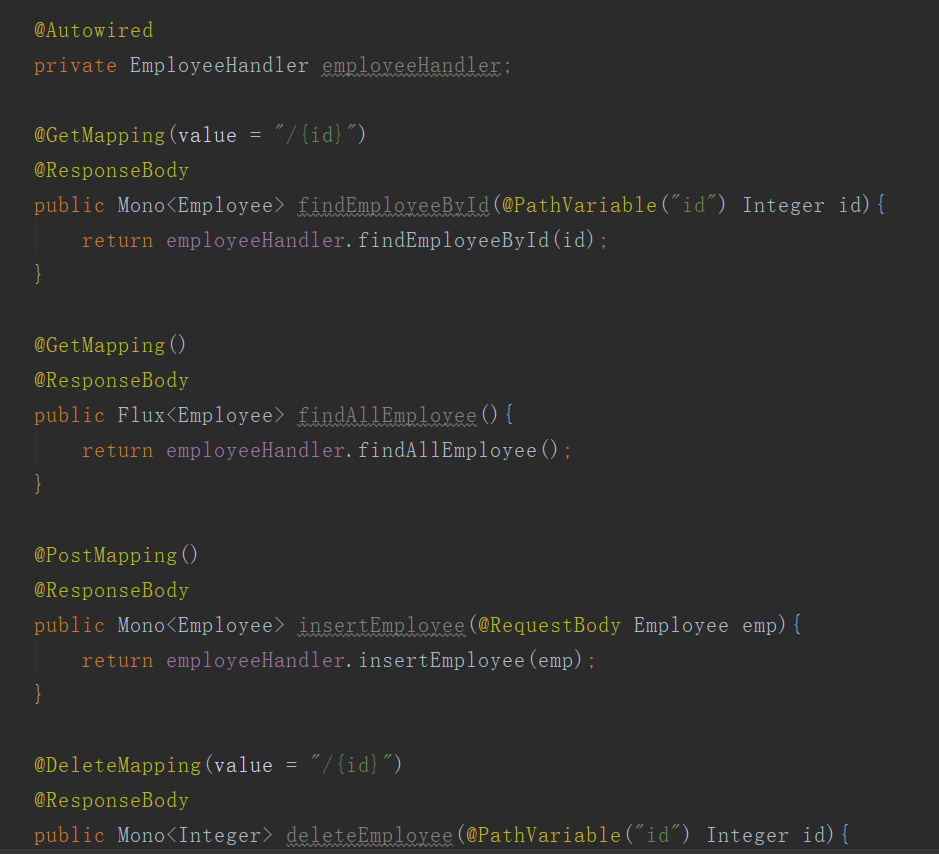 @Autowired
private EmployeeHandler employeeHandler;
@GetMapping(value = "/{id}")
@ResponseBody
public Mono<Employee> findEmployeeById(@PathVariable("id") Integer id){
return employeeHandler.findEmployeeById(id);
}
@GetMapping()
@ResponseBody
public Flux<Employee> findAllEmployee(){
return employeeHandler.findAllEmployee();
}
@PostMapping()
@ResponseBody
public Mono<Employee> insertEmployee(@RequestBody Employee emp){
return employeeHandler.insertEmployee(emp);
}
@DeleteMapping(value = "/{id}")
@ResponseBody
public Mono<Integer> deleteEmployee(@PathVariable("id") Integer id){